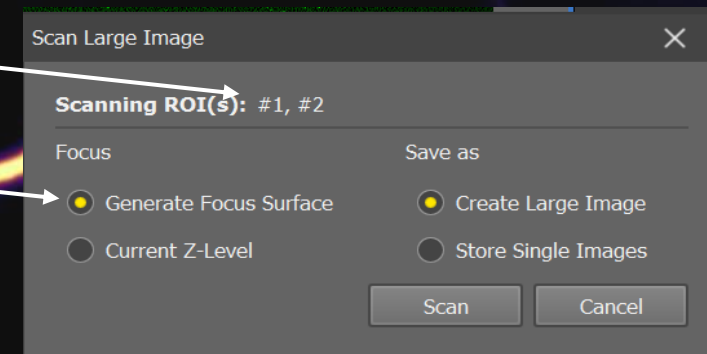 Scan Large Image
Scanning ROI(s): #1, #2
Focus Save as
Generate Focus Surface Create Large Image
Current Z-Level Store Single Images
Scan Cancel